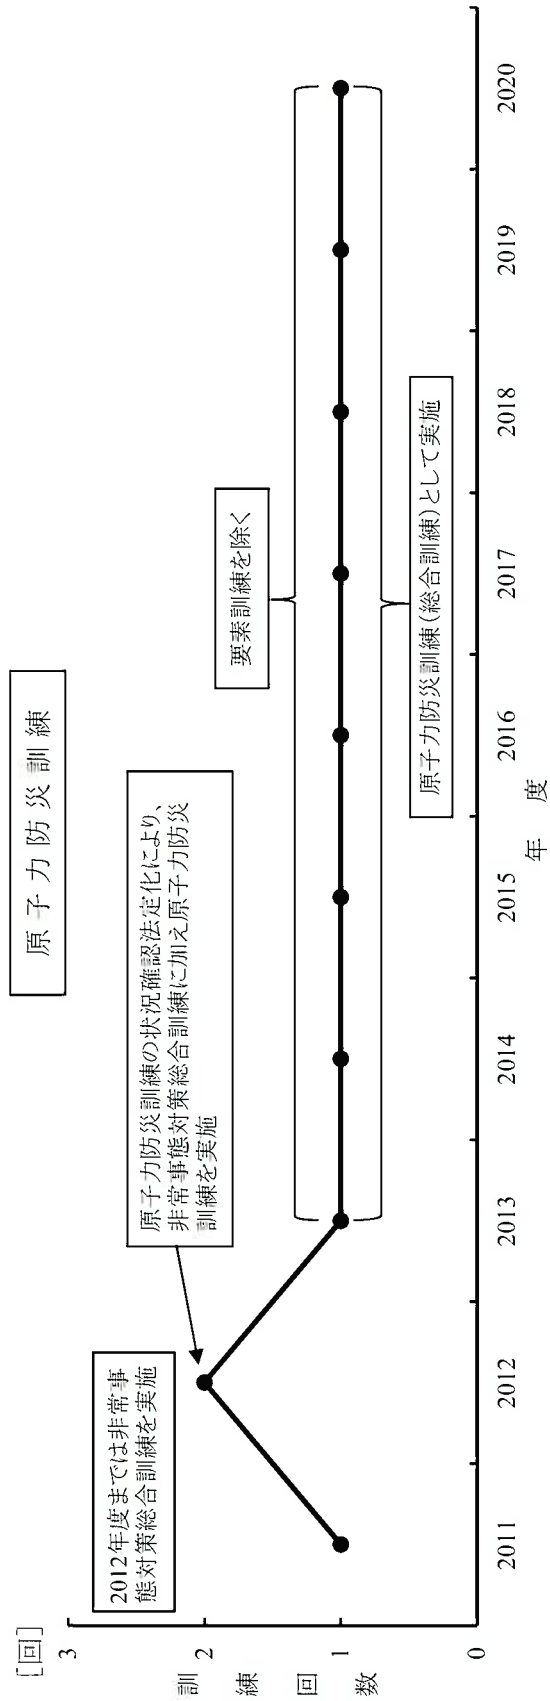 原子力防災訓練
[回]
3
2
1
0
訓練回数
2012年度までは非常事
態対策総合訓練を実施
原子力防災訓練の状況確認法定化により、
非常事態対策総合訓練に加え原子力防災
訓練を実施
要素訓練を除く
原子力防災訓練(総合訓練)として実施
2011
2012
2013
2014
2015
2016
2017
2018
2019
2020
年度